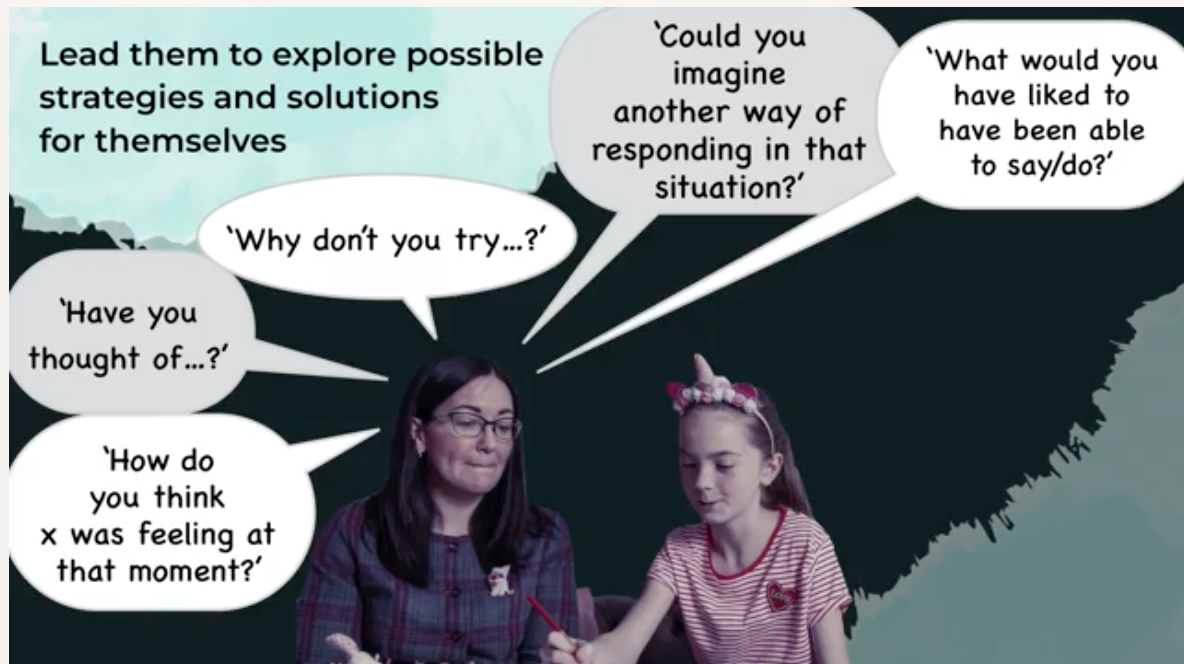 Lead them to explore possible
strategies and solutions
for themselves
'Could you
imagine
another way of
responding in that
situation?'
'What would you
have liked to
have been able
to say/do?'
'Why don't you try...?'
'Have you
thought of...?'
'How do
you think
x was feeling at
that moment?'